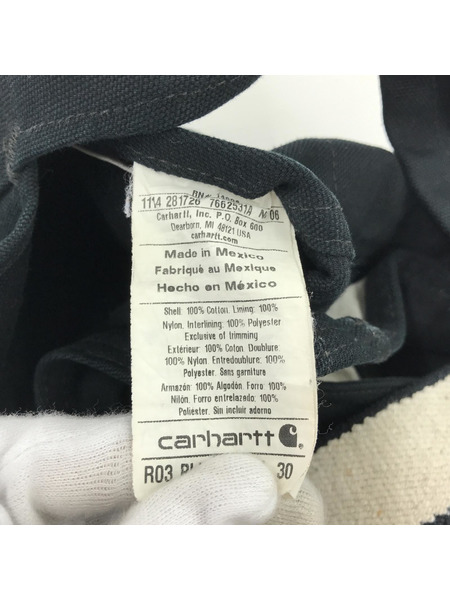 11*4 281726 7662531A N 06
Carhartt, Inc. P.O. Box 600
Dearborn, MI 48121 USA
carhartt.com
Made in Mexico
Fabriqué au Mexique
Hecho en México
Shell: 100% Cotton. Lining: 100%
Nylon. Interlining: 100% Polyester
Exclusive of trimming
Extérieur: 100% Coton. Doublure:
100% Nylon. Entredoublure: 100%
Polyester. Sans garniture
Armazón: 100% Algodón. Forro: 100%
Nilón. Forro entrelazado: 100%
Poliester. Sin incluir adorno
carhartt
R03 30